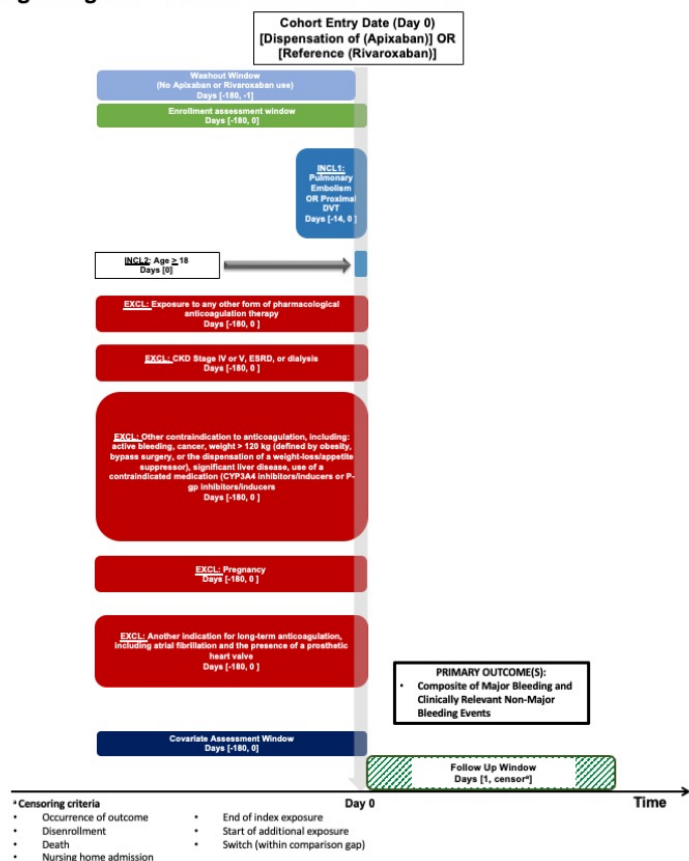 Cohort Entry Date (Day 0)
[Dispensation of (Apixaban)] OR
[Reference (Rivaroxaban)]
Washout Window
(No Apixaban or Rivaroxaban use)
Days [-180, -1]
Enrollment assessment window
Days [-180, 0]
INCL1:
Pulmonary
Embolism
OR Proximal
DVT
Days [-14, 0 ]
INCL2: Age > 18
Days [0]
EXCL: Exposure to any other form of pharmacological
anticoagulation therapy
Days [-180, 0 ]
EXCL: CKD Stage IV or V, ESRD, or dialysis
Days [-180, 0 ]
EXCL: Other contraindication to anticoagulation, including:
active bleeding, cancer, weight > 120 kg (defined by obesity,
bypass surgery, or the dispensation of a weight-loss/appetite
suppressor), significant liver disease, use of a
contraindicated medication (CYP3A4 inhibitors/inducers or P-
gp inhibitors/inducers
Days [-180, 0 ]
EXCL: Pregnancy
Days [-180, 0 ]
EXCL: Another indication for long-term anticoagulation,
including atrial fibrillation and the presence of a prosthetic
heart valve
Days [-180, 0 ]
PRIMARY OUTCOME(S):
• Composite of Major Bleeding and
Clinically Relevant Non-Major
Bleeding Events
Covariate Assessment Window
Days [-180, 0]
Follow Up Window
Days [1, censorᵃ]
Day 0
Time
ᵃ Censoring criteria
• Occurrence of outcome
• Disenrollment
• Death
• Nursing home admission
• End of index exposure
• Start of additional exposure
• Switch (within comparison gap)